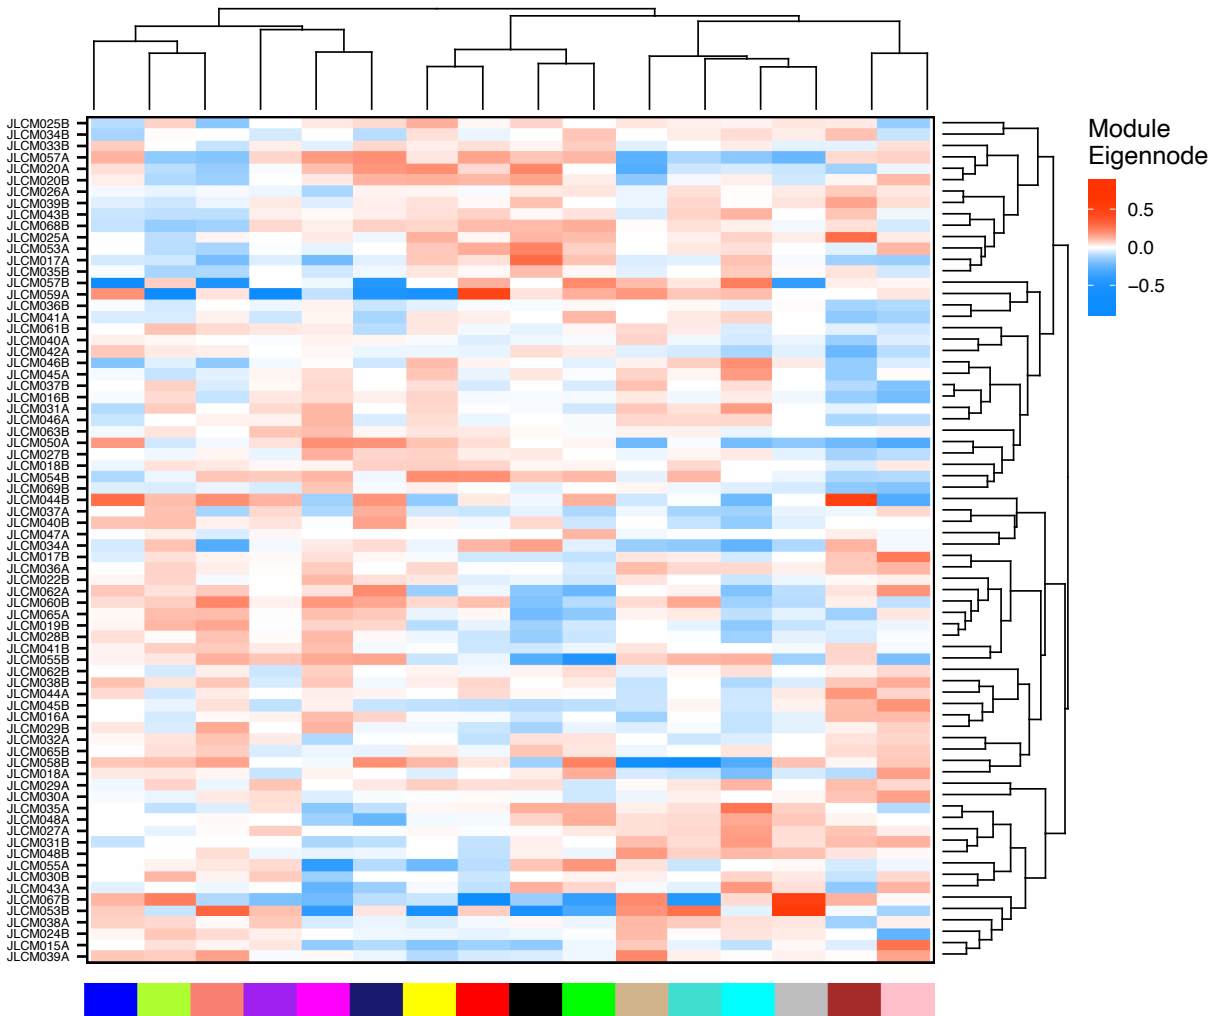 JLCM025B
JLCM034B
JLCM033B
JLCM057A
JLCM020A
JLCM020B
JLCM026A
JLCM039B
JLCM043B
JLCM068B
JLCM025A
JLCM053A
JLCM017A
JLCM035B
JLCM057B
JLCM059A
JLCM036B
JLCM041A
JLCM061B
JLCM040A
JLCM042A
JLCM046B
JLCM045A
JLCM037B
JLCM016B
JLCM031A
JLCM046A
JLCM063B
JLCM050A
JLCM027B
JLCM018B
JLCM054B
JLCM069B
JLCM044B
JLCM037A
JLCM040B
JLCM047A
JLCM034A
JLCM017B
JLCM036A
JLCM022B
JLCM062A
JLCM060B
JLCM065A
JLCM019B
JLCM028B
JLCM041B
JLCM055B
JLCM062B
JLCM038B
JLCM044A
JLCM045B
JLCM016A
JLCM029B
JLCM032A
JLCM065B
JLCM058B
JLCM018A
JLCM029A
JLCM030A
JLCM035A
JLCM048A
JLCM027A
JLCM031B
JLCM048B
JLCM055A
JLCM030B
JLCM043A
JLCM067B
JLCM053B
JLCM038A
JLCM024B
JLCM015A
JLCM039A
Module
Eigennode
0.5
0.0
−0.5